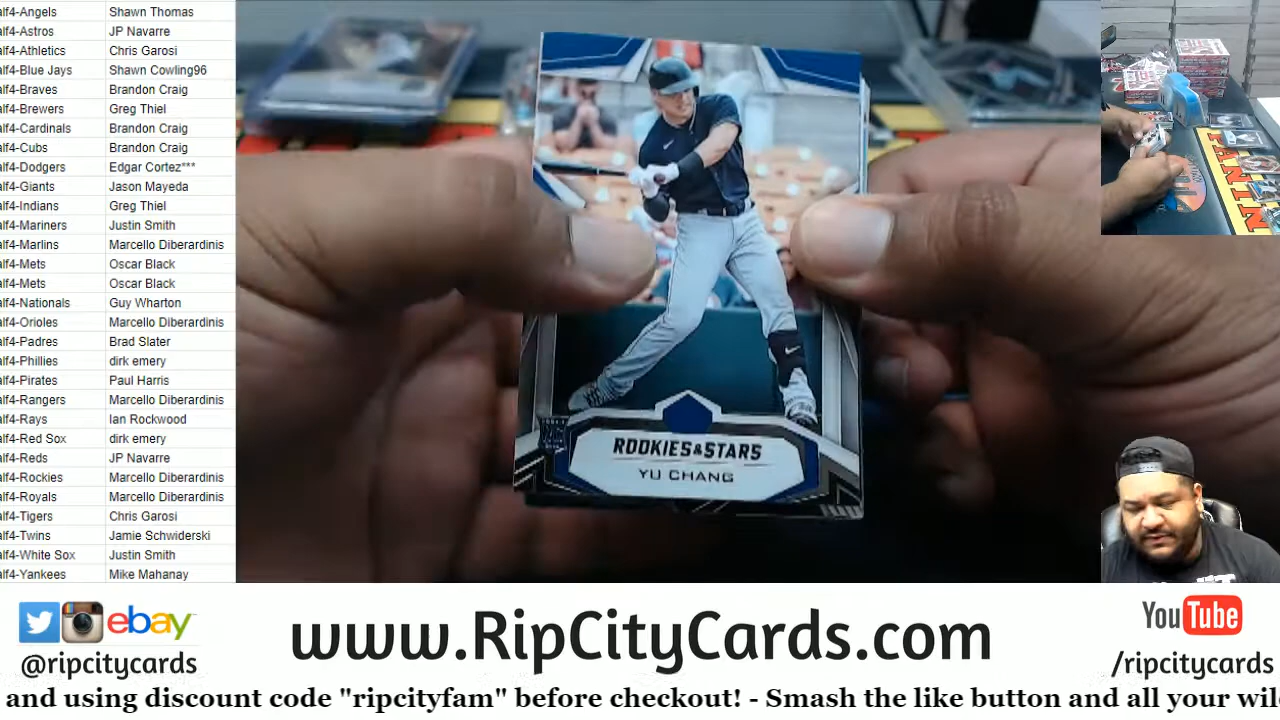 alf4-Angels Shawn Thomas
alf4-Astros JP Navarre
alf4-Athletics Chris Garosi
alf4-Blue Jays Shawn Cowling96
alf4-Braves Brandon Craig
alf4-Brewers Greg Thiel
alf4-Cardinals Brandon Craig
alf4-Cubs Brandon Craig
alf4-Dodgers Edgar Cortez***
alf4-Giants Jason Mayeda
alf4-Indians Greg Thiel
alf4-Mariners Justin Smith
alf4-Marlins Marcello Diberardinis
alf4-Mets Oscar Black
alf4-Mets Oscar Black
alf4-Nationals Guy Wharton
alf4-Orioles Marcello Diberardinis
alf4-Padres Brad Slater
alf4-Phillies dirk emery
alf4-Pirates Paul Harris
alf4-Rangers Marcello Diberardinis
alf4-Rays Ian Rockwood
alf4-Red Sox dirk emery
alf4-Reds JP Navarre
alf4-Rockies Marcello Diberardinis
alf4-Royals Marcello Diberardinis
alf4-Tigers Chris Garosi
alf4-Twins Jamie Schwiderski
alf4-White Sox Justin Smith
alf4-Yankees Mike Mahanay
ROOKIES & STARS
YU CHANG
PANIN
ebay
@ripcitycards
www.RipCityCards.com
YouTube
/ripcitycards
and using discount code "ripcityfam" before checkout! - Smash the like button and all your wil